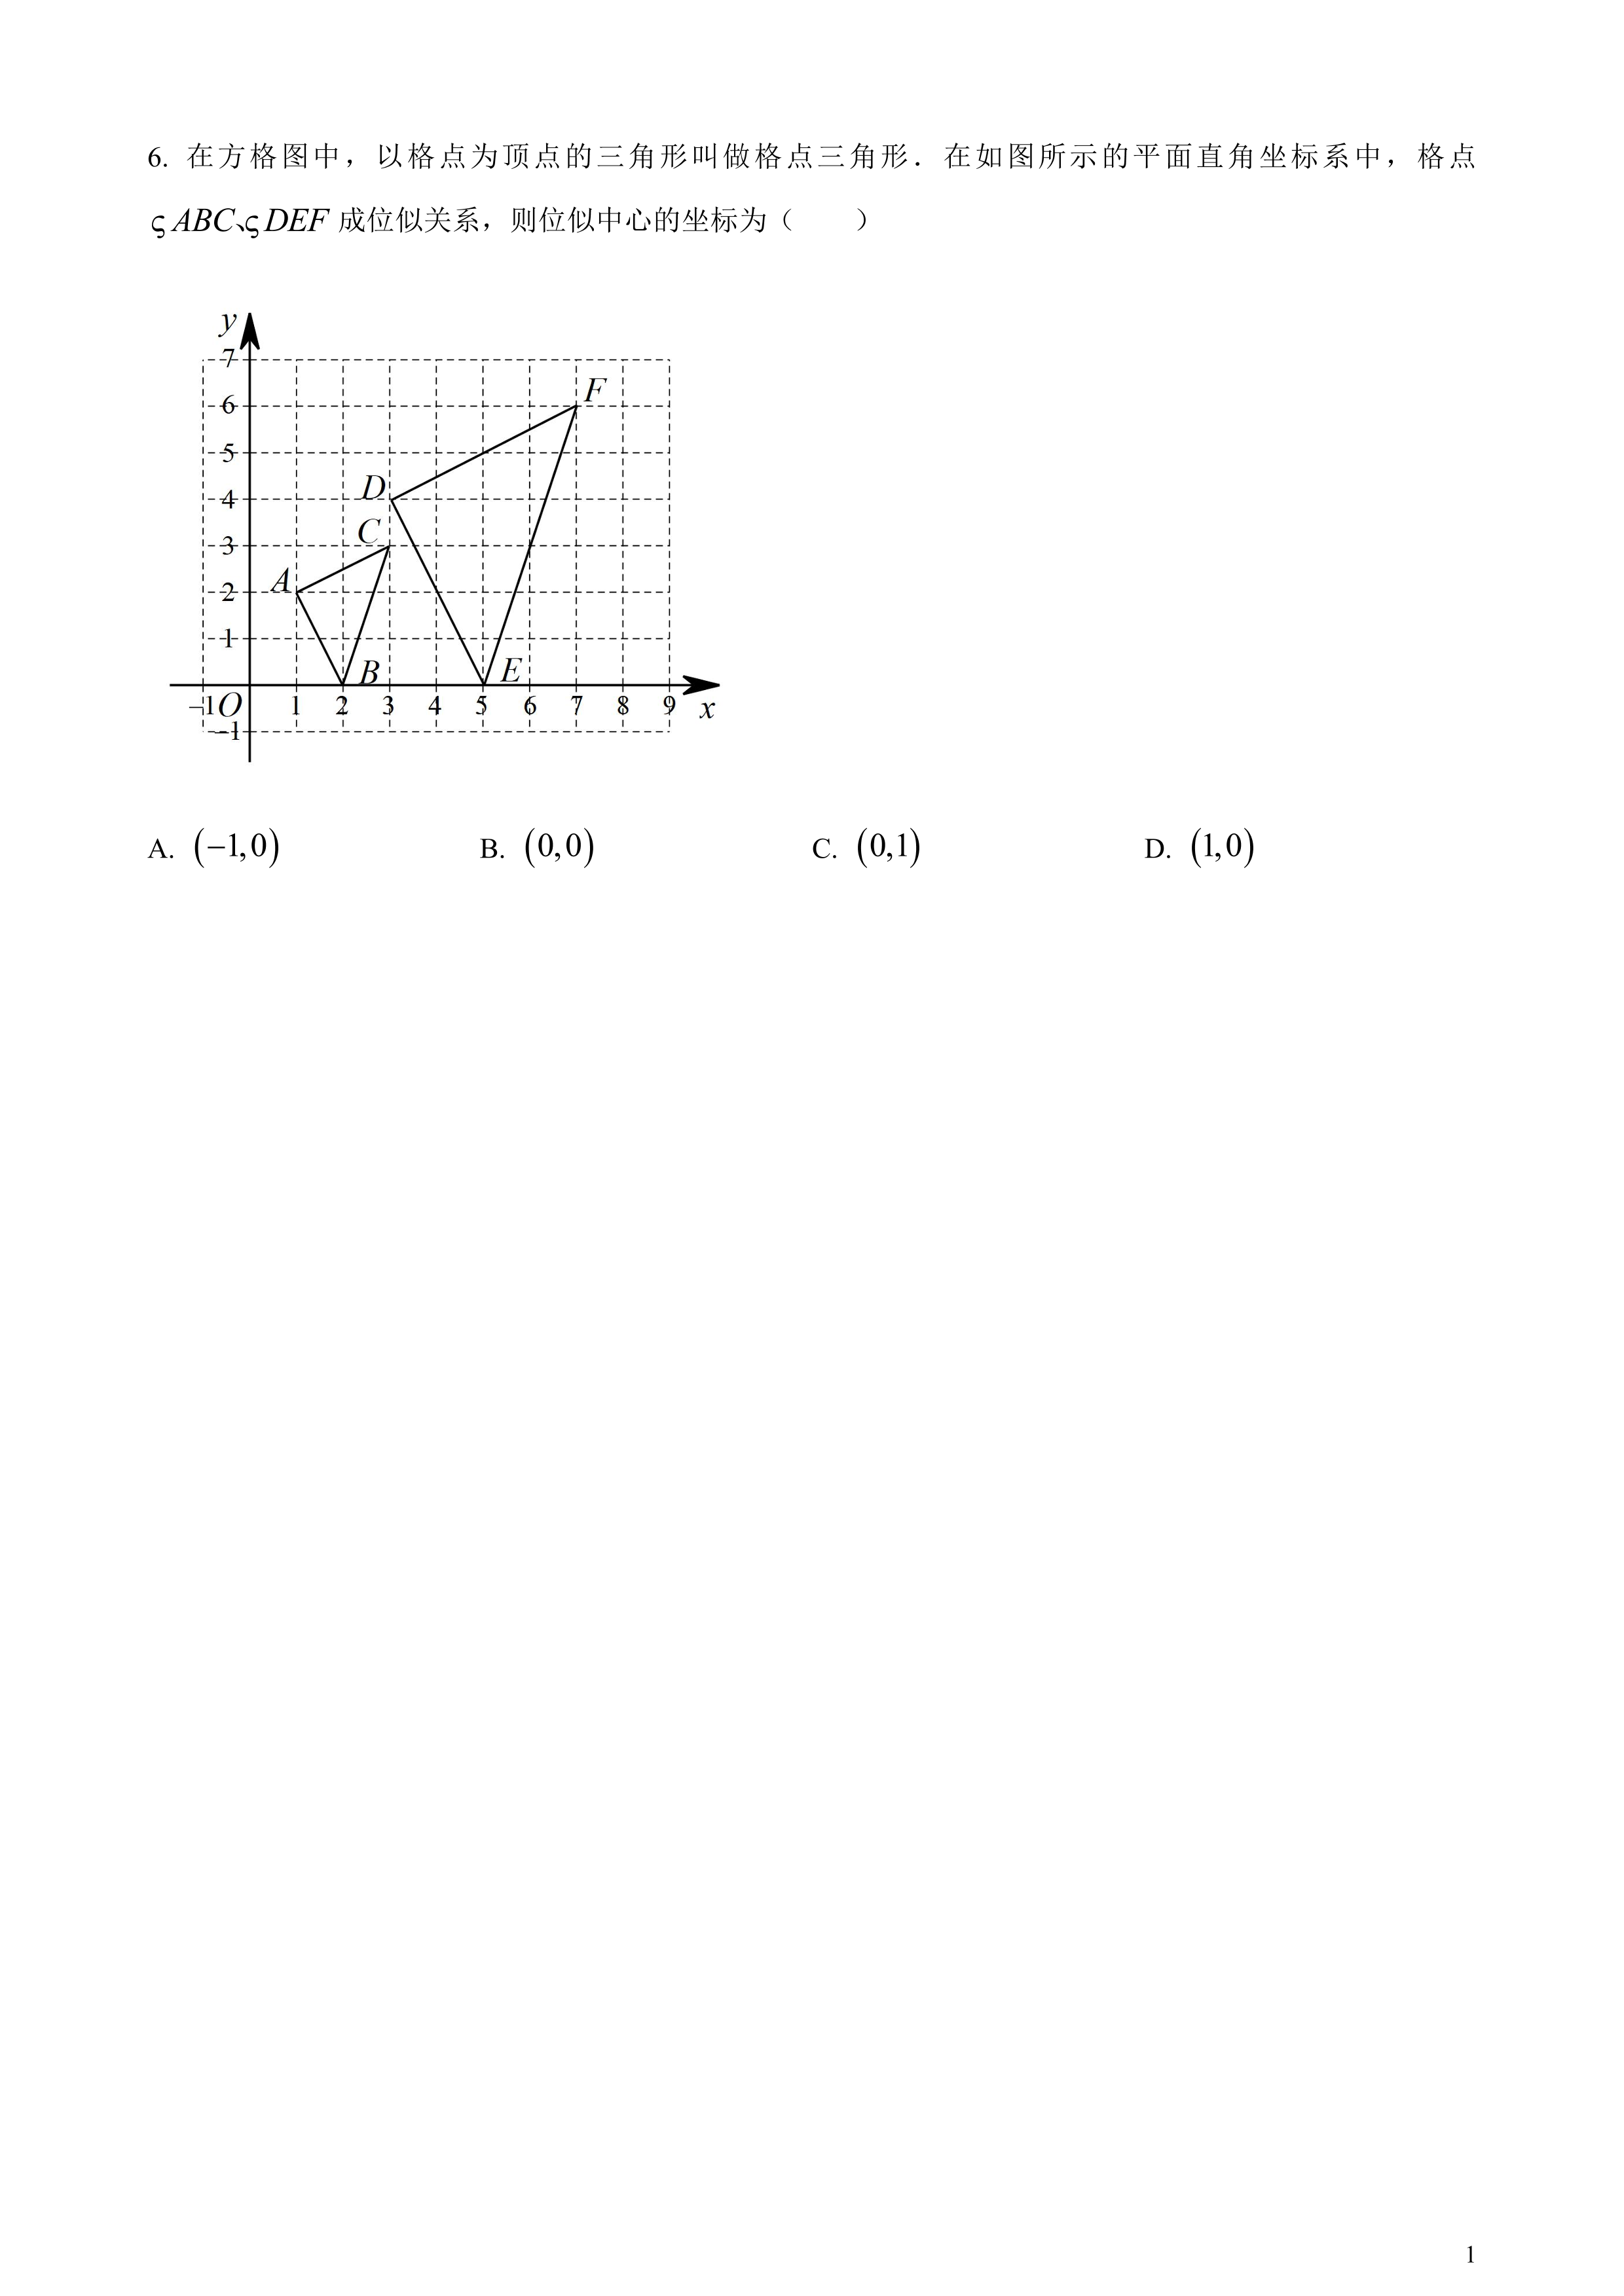 6. 在方格图中，以格点为顶点的三角形叫做格点三角形．在如图所示的平面直角坐标系中，格点
ς ABC、ς DEF 成位似关系，则位似中心的坐标为（　　）
y
7
F
6
5
D
4
C
3
A
2
1
B
E
−1 O 1 2 3 4 5 6 7 8 9 x
−1
A. (−1,0) B. (0,0) C. (0,1) D. (1,0)
1